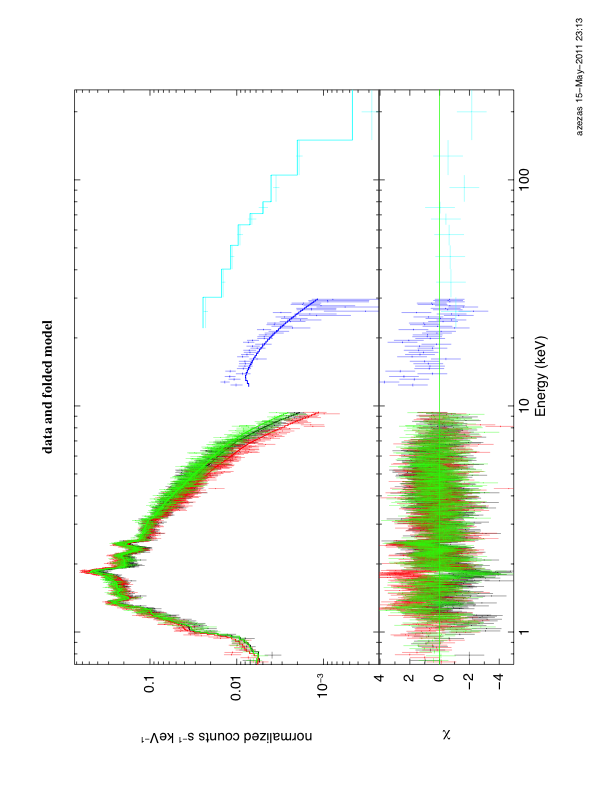 data and folded model
normalized counts s⁻¹ keV⁻¹
0.1
0.01
10⁻³
χ
4
2
0
−2
−4
1
10
100
Energy (keV)
azezas 15−May−2011 23:13